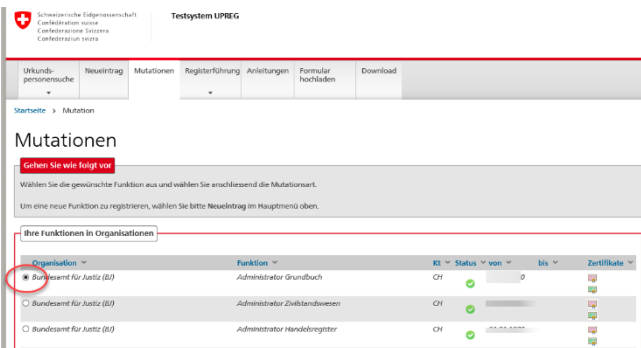 Schweizerische Eidgenossenschaft
Confédération suisse
Confederazione Svizzera
Confederaziun svizra
Testsystem UPREG
Urkunds-
personensuche
Neueintrag
Mutationen
Registerführung
Anleitungen
Formular
hochladen
Download
Startseite > Mutation
Mutationen
Gehen Sie wie folgt vor
Wählen Sie die gewünschte Funktion aus und wählen Sie anschliessend die Mutationsart.
Um eine neue Funktion zu registrieren, wählen Sie bitte Neueintrag im Hauptmenü oben.
Ihre Funktionen in Organisationen
Organisation Funktion Kt Status von bis Zertifikate
Bundesamt für Justiz (BJ) Administrator Grundbuch CH 0
Bundesamt für Justiz (BJ) Administrator Zivilstandswesen CH
Bundesamt für Justiz (BJ) Administrator Handelsregister CH